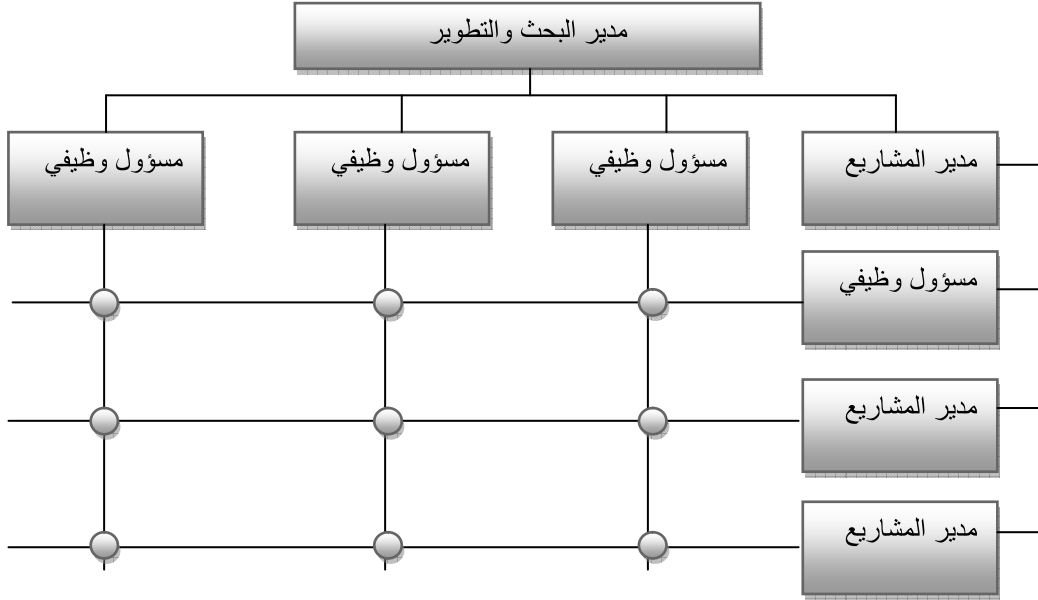 مدير البحث والتطوير
مدير المشاريع
مسؤول وظيفي
مسؤول وظيفي
مسؤول وظيفي
مسؤول وظيفي
مدير المشاريع
مدير المشاريع